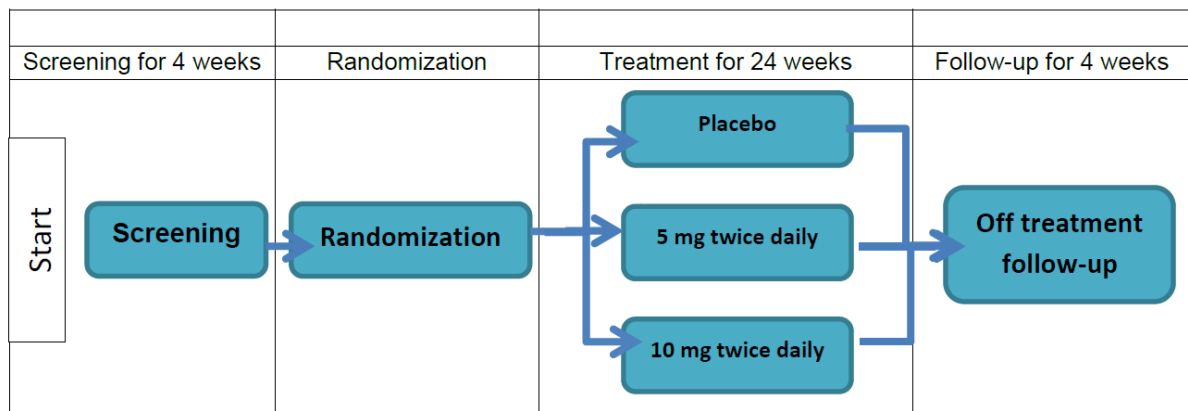 Screening for 4 weeks
Randomization
Treatment for 24 weeks
Follow-up for 4 weeks
Start
Screening
Randomization
Placebo
5 mg twice daily
10 mg twice daily
Off treatment
follow-up